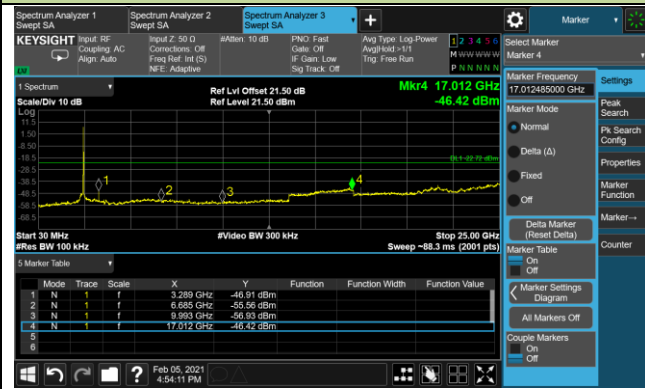 Spectrum Analyzer 1
Swept SA
Spectrum Analyzer 2
Swept SA
Spectrum Analyzer 3
Swept SA
+
Marker
KEYSIGHT
Input: RF
Coupling: AC
Align: Auto
Input Z: 50 Ω
Corrections: Off
Freq Ref: Int (S)
NFE: Adaptive
#Atten: 10 dB
PNO: Fast
Gate: Off
IF Gain: Low
Sig Track: Off
Avg Type: Log-Power
Avg|Hold:>1/1
Trig: Free Run
1 2 3 4 5 6
M W W W W W
P N N N N N
Select Marker
Marker 4
1 Spectrum
Scale/Div 10 dB
Ref Lvl Offset 21.50 dB
Ref Level 21.50 dBm
Mkr4 17.012 GHz
-46.42 dBm
Log
11.5
1.50
-8.50
-18.5
-28.5
-38.5
-48.5
-58.5
-68.5
DL1 -22.72 dBm
1
2
3
4
Start 30 MHz
#Res BW 100 kHz
#Video BW 300 kHz
Stop 25.00 GHz
Sweep ~88.3 ms (2001 pts)
5 Marker Table
Mode Trace Scale X Y Function Function Width Function Value
1 N 1 f 3.289 GHz -46.91 dBm
2 N 1 f 6.685 GHz -55.56 dBm
3 N 1 f 9.993 GHz -56.93 dBm
4 N 1 f 17.012 GHz -46.42 dBm
5
6
Marker Frequency
17.012485000 GHz
Marker Mode
Normal
Delta (Δ)
Fixed
Off
Delta Marker
(Reset Delta)
Marker Table
On
Off
Marker Settings
Diagram
All Markers Off
Couple Markers
On
Off
Settings
Peak
Search
Pk Search
Config
Properties
Marker
Function
Marker→
Counter
?
Feb 05, 2021
4:54:11 PM